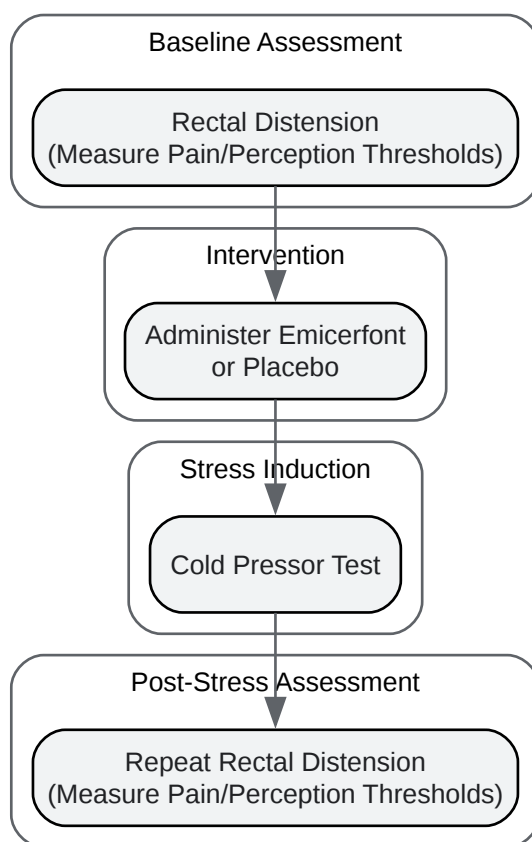 Baseline Assessment
Rectal Distension
(Measure Pain/Perception Thresholds)
Intervention
Administer Emicerfont
or Placebo
Stress Induction
Cold Pressor Test
Post-Stress Assessment
Repeat Rectal Distension
(Measure Pain/Perception Thresholds)